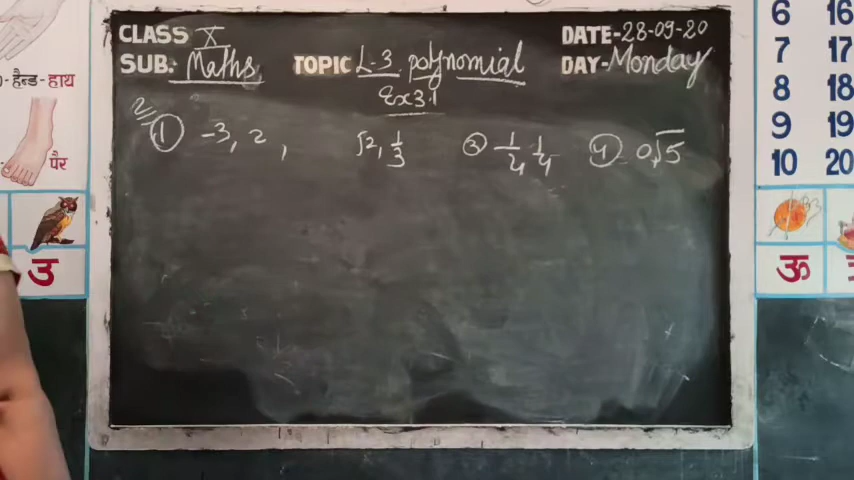 CLASS X
SUB:- Maths
TOPIC L-3 polynomial
Ex 3.1
DATE-28-09-20
DAY-Monday
① -3, 2, √2, 1/3 ③ -1/4, 1/4 ④ 0, √5
हैन्ड - हाथ
पैर
उ
6 16
7 17
8 18
9 19
10 20
ऊ